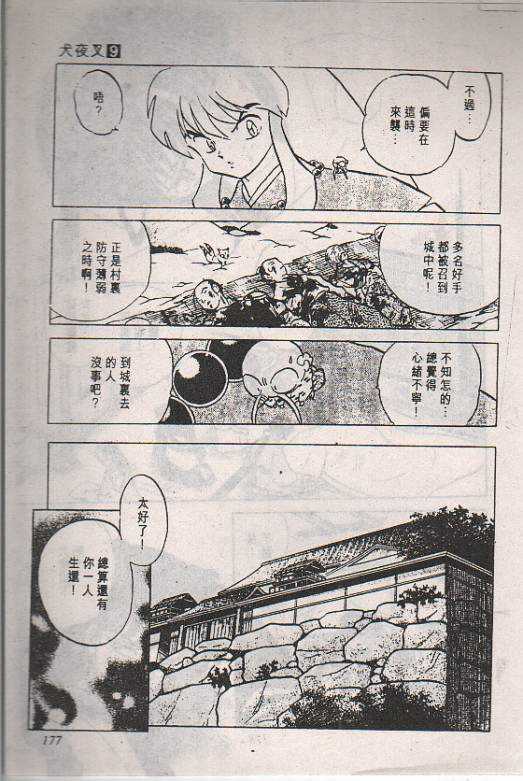 犬夜叉9
不過…
偏要在
這時
來襲…
唔?
多名好手
都被召到
城中呢!
正是村裏
防守薄弱
之時啊!
不知怎的…
總覺得
心緒不寧!
到城裏去
的人
沒事吧?
太好了!
總算還有
你一人
生還!
177